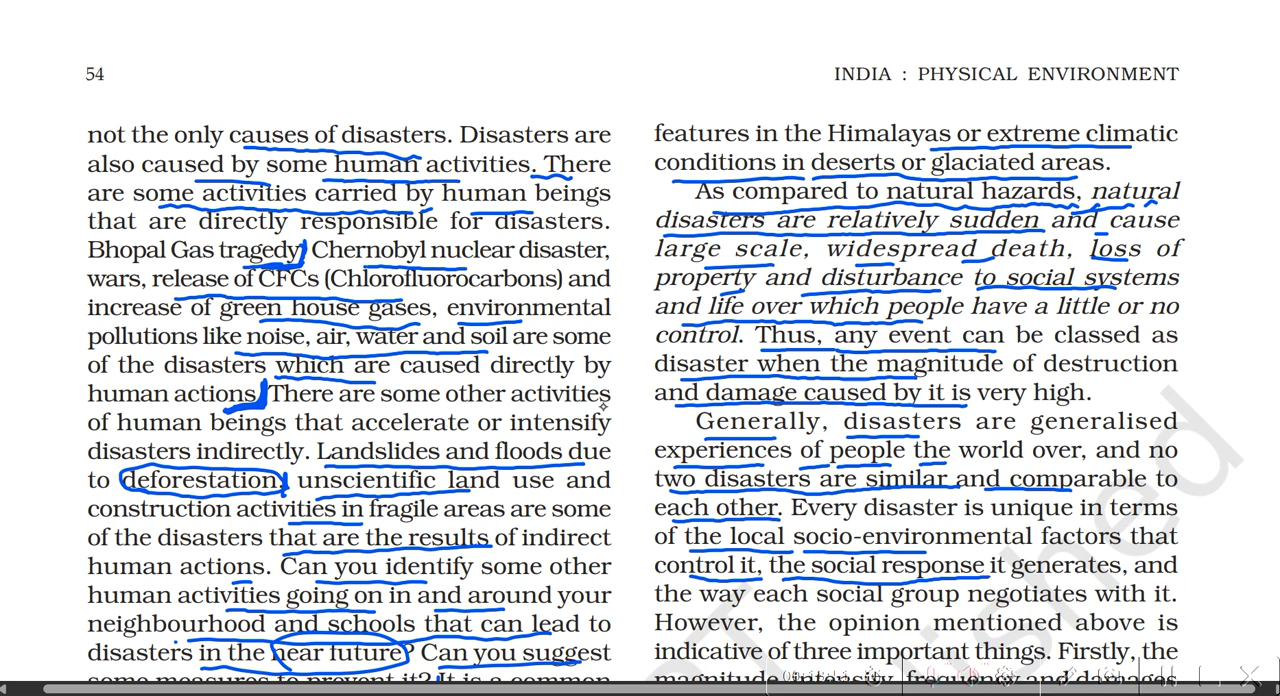 54
INDIA : PHYSICAL ENVIRONMENT
not the only causes of disasters. Disasters are
also caused by some human activities. There
are some activities carried by human beings
that are directly responsible for disasters.
Bhopal Gas tragedy, Chernobyl nuclear disaster,
wars, release of CFCs (Chlorofluorocarbons) and
increase of green house gases, environmental
pollutions like noise, air, water and soil are some
of the disasters which are caused directly by
human actions. There are some other activities
of human beings that accelerate or intensify
disasters indirectly. Landslides and floods due
to deforestation, unscientific land use and
construction activities in fragile areas are some
of the disasters that are the results of indirect
human actions. Can you identify some other
human activities going on in and around your
neighbourhood and schools that can lead to
disasters in the near future? Can you suggest
some measures to prevent it? It is a common
features in the Himalayas or extreme climatic
conditions in deserts or glaciated areas.
As compared to natural hazards, natural
disasters are relatively sudden and cause
large scale, widespread death, loss of
property and disturbance to social systems
and life over which people have a little or no
control. Thus, any event can be classed as
disaster when the magnitude of destruction
and damage caused by it is very high.
Generally, disasters are generalised
experiences of people the world over, and no
two disasters are similar and comparable to
each other. Every disaster is unique in terms
of the local socio-environmental factors that
control it, the social response it generates, and
the way each social group negotiates with it.
However, the opinion mentioned above is
indicative of three important things. Firstly, the
magnitude, intensity, frequency and damages